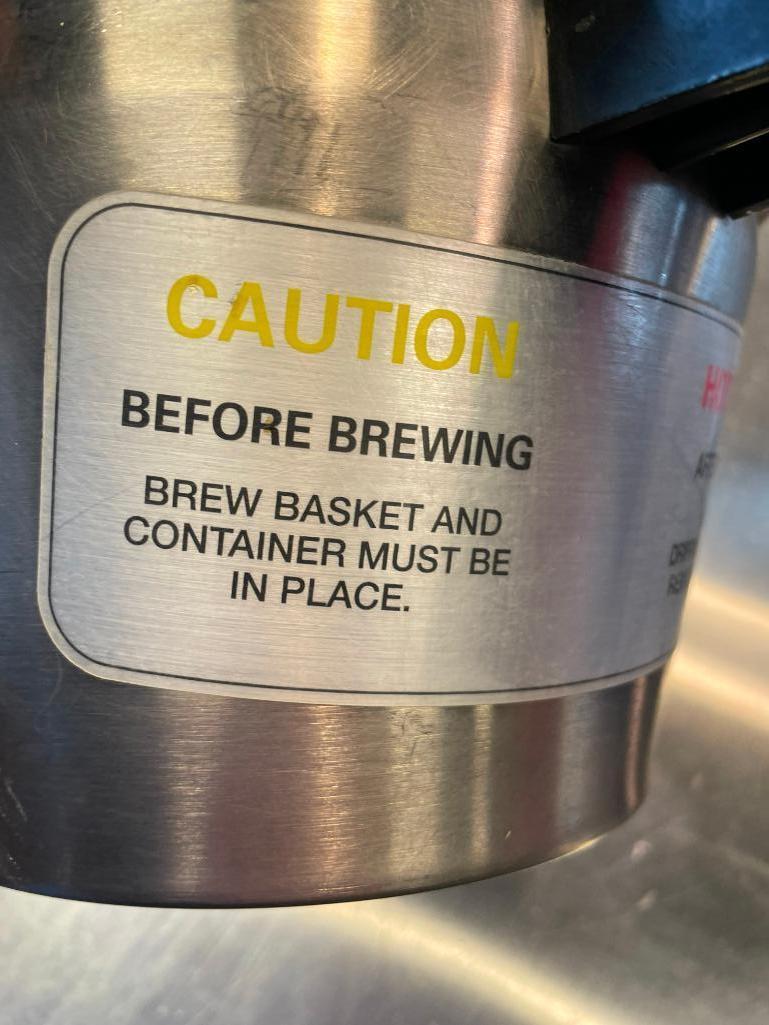 CAUTION
BEFORE BREWING
BREW BASKET AND
CONTAINER MUST BE
IN PLACE.